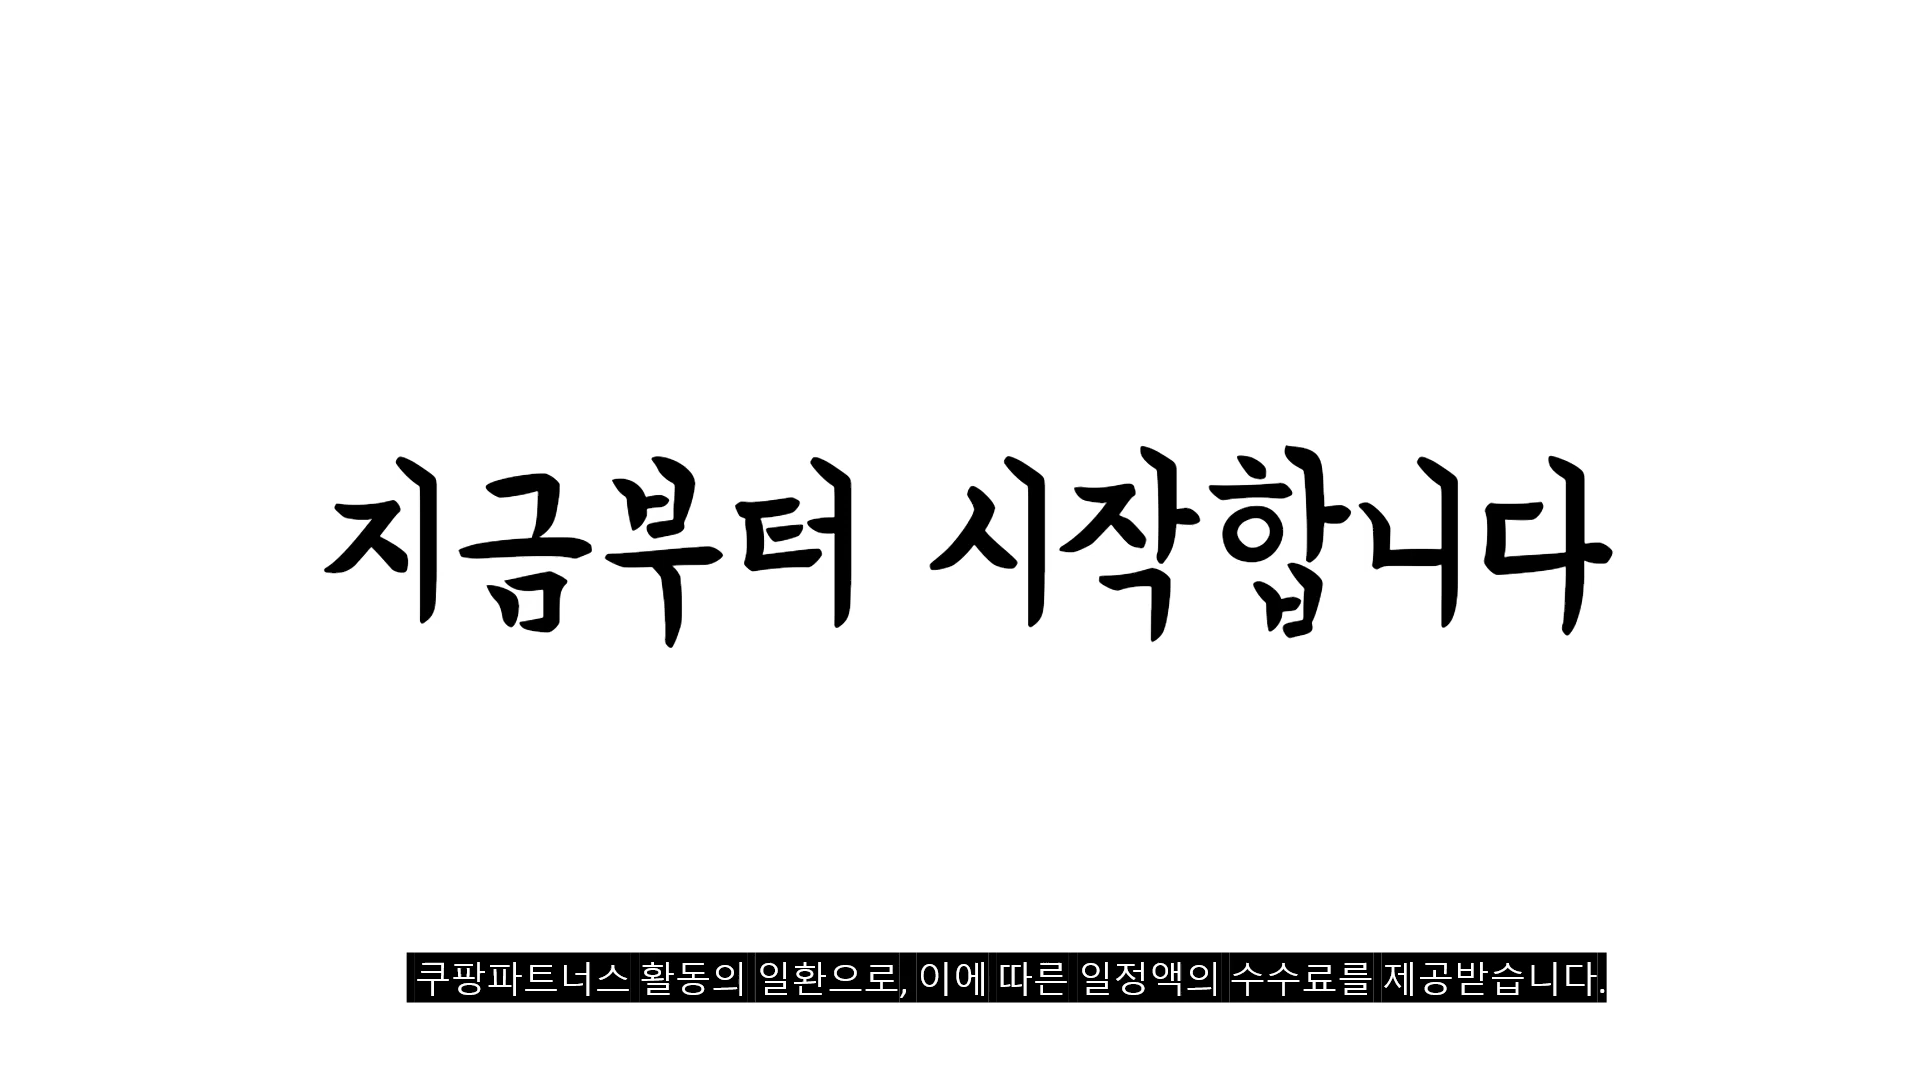 지금부터 시작합니다
쿠팡파트너스 활동의 일환으로, 이에 따른 일정액의 수수료를 제공받습니다.